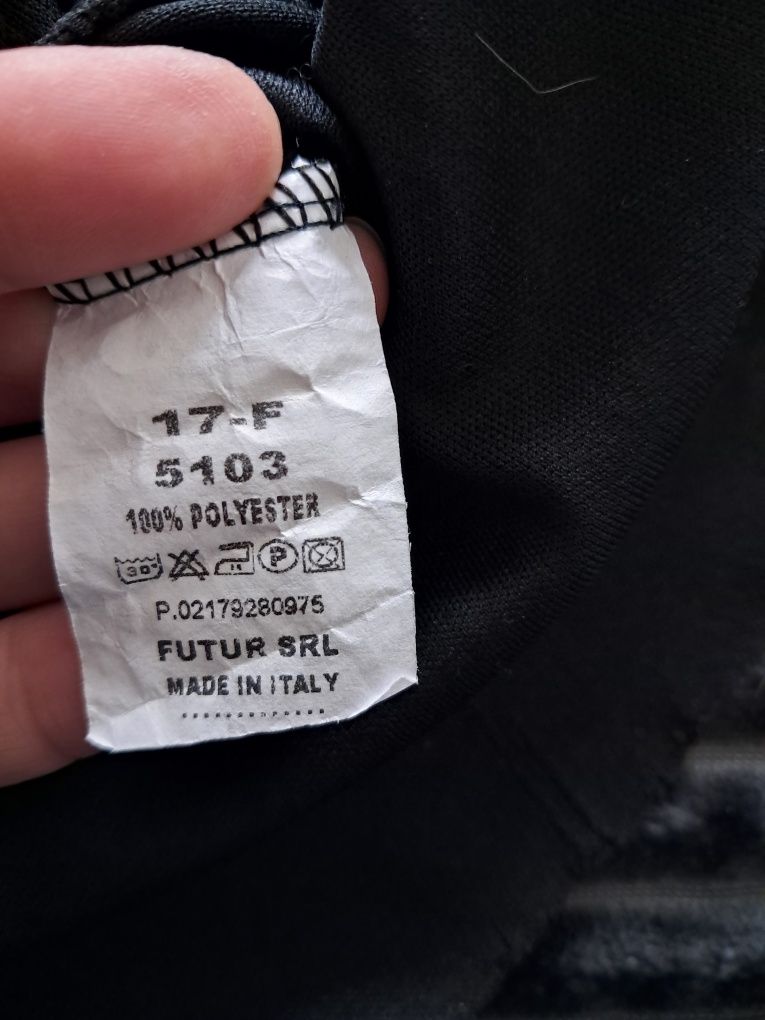 17-F
5103
100% POLYESTER
30° P
P.02179280975
FUTUR SRL
MADE IN ITALY